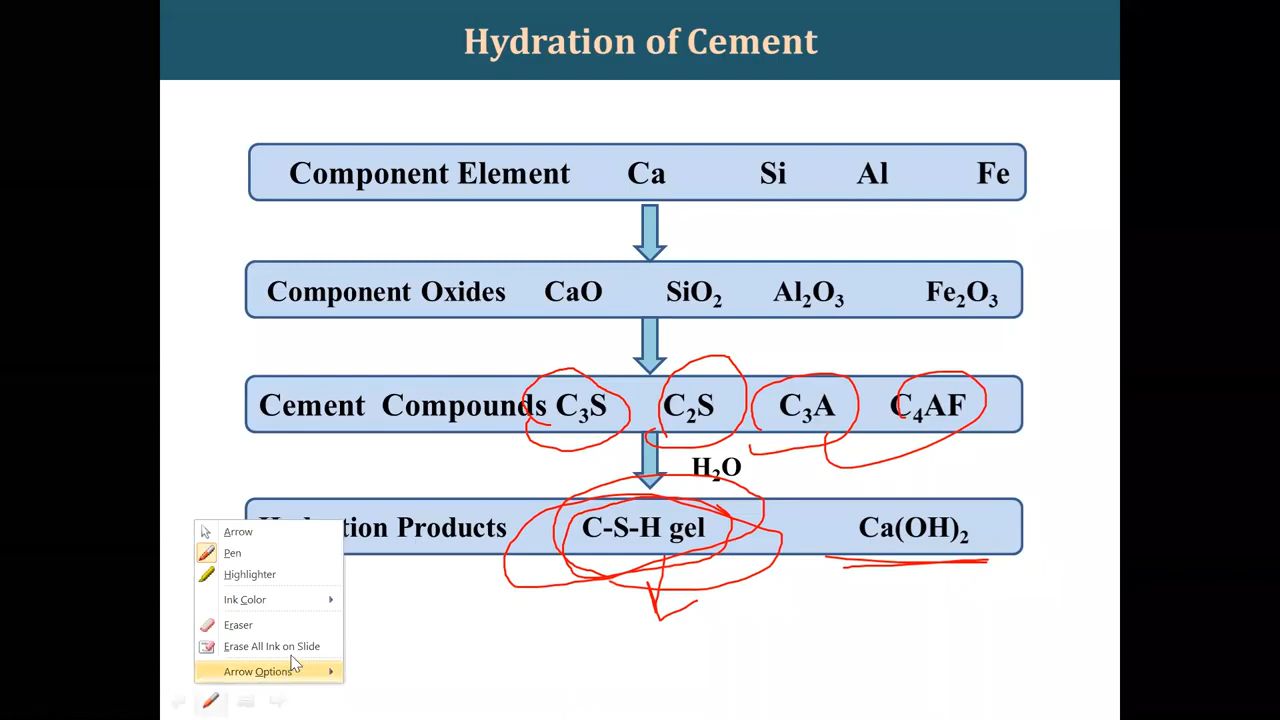 Hydration of Cement
Component Element Ca Si Al Fe
Component Oxides CaO SiO₂ Al₂O₃ Fe₂O₃
Cement Compounds C₃S C₂S C₃A C₄AF
H₂O
Products C-S-H gel Ca(OH)₂
Arrow
Pen
Highlighter
Ink Color
Eraser
Erase All Ink on Slide
Arrow Options